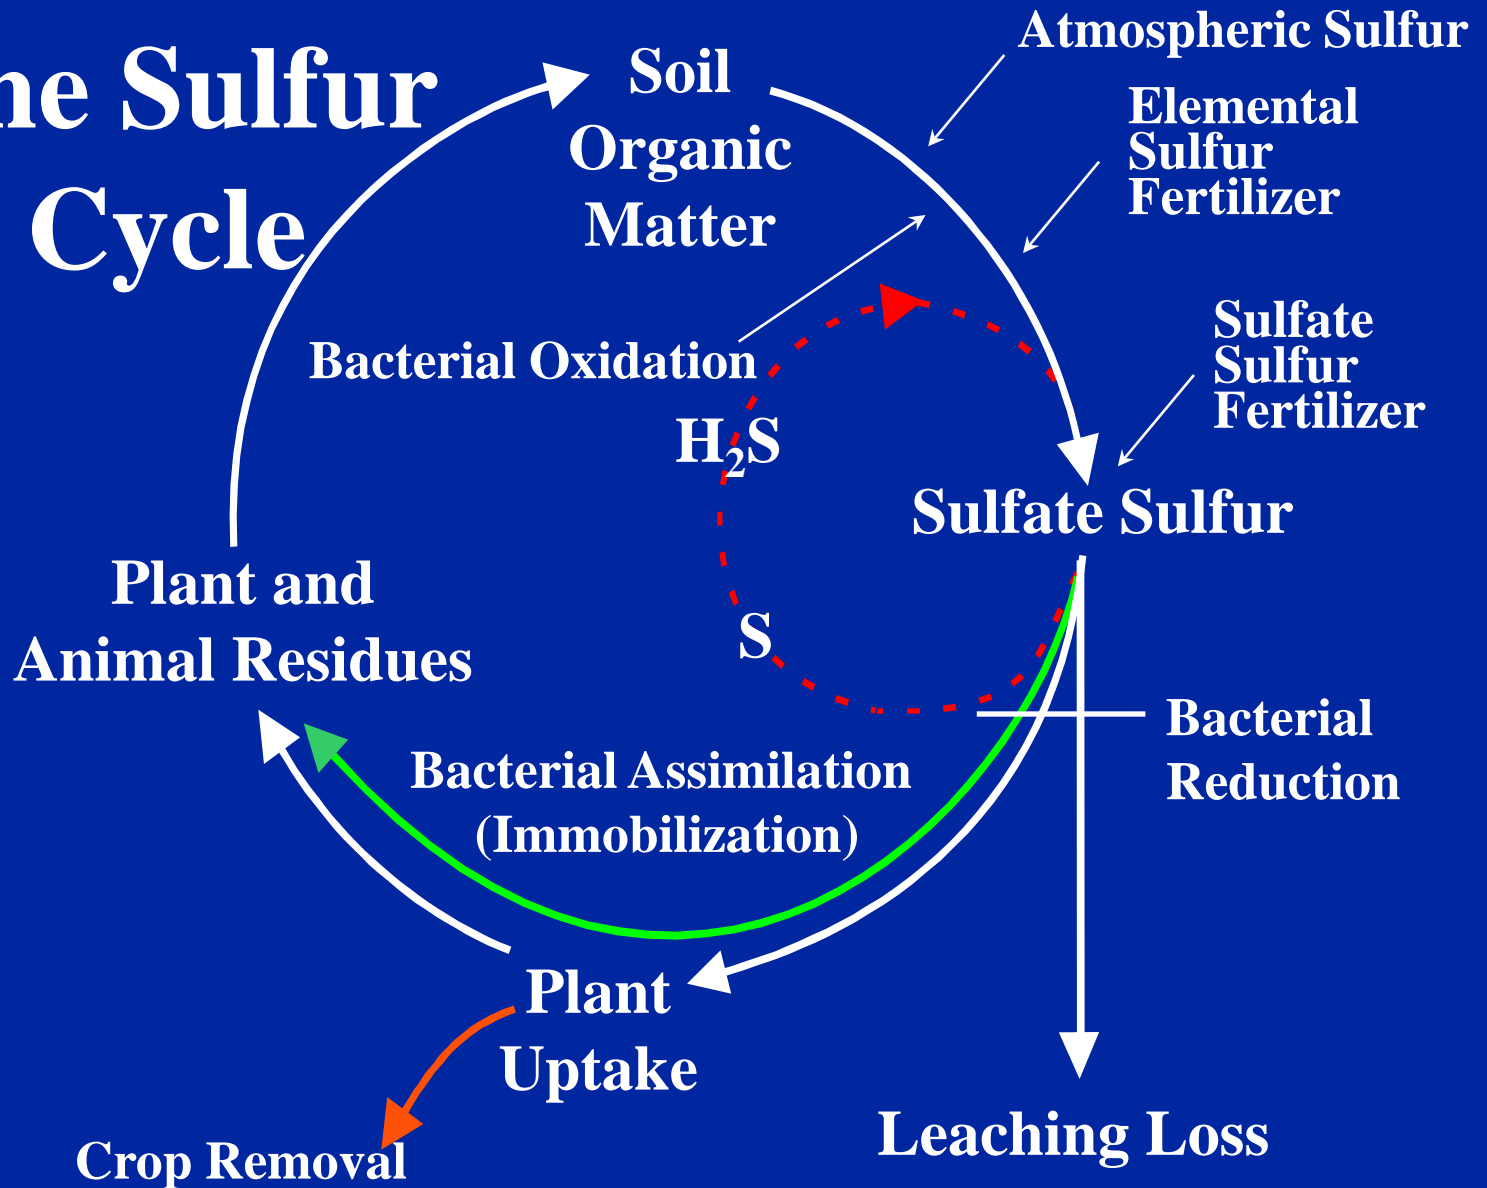 ne Sulfur
Cycle
Soil
Organic
Matter
Atmospheric Sulfur
Elemental
Sulfur
Fertilizer
Sulfate
Sulfur
Fertilizer
Bacterial Oxidation
H₂S
Sulfate Sulfur
Plant and
Animal Residues
S
Bacterial
Reduction
Bacterial Assimilation
(Immobilization)
Plant
Uptake
Leaching Loss
Crop Removal